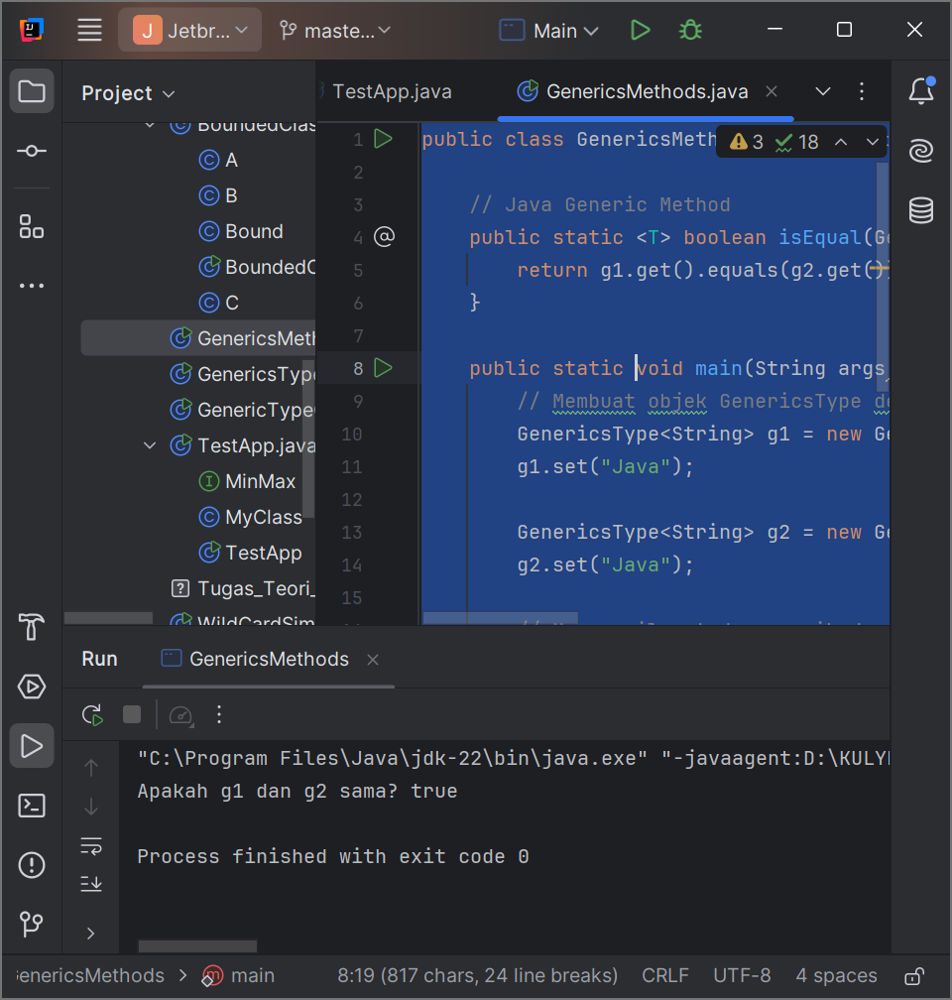 J Jetbr... maste... Main
Project
TestApp.java GenericsMethods.java
BoundedClas
A
B
Bound
BoundedC
C
GenericsMeth
GenericsType
GenericType
TestApp.java
MinMax
MyClass
TestApp
Tugas_Teori_
WildCardSim
3 18
1 public class GenericsMeth
2
3 // Java Generic Method
4 public static <T> boolean isEqual(Ge
5 return g1.get().equals(g2.get())
6 }
7
8 public static void main(String args
9 // Membuat objek GenericsType de
10 GenericsType<String> g1 = new Ge
11 g1.set("Java");
12
13 GenericsType<String> g2 = new Ge
14 g2.set("Java");
15
Run GenericsMethods
"C:\Program Files\Java\jdk-22\bin\java.exe" "-javaagent:D:\KULYE
Apakah g1 dan g2 sama? true
Process finished with exit code 0
GenericsMethods > main 8:19 (817 chars, 24 line breaks) CRLF UTF-8 4 spaces